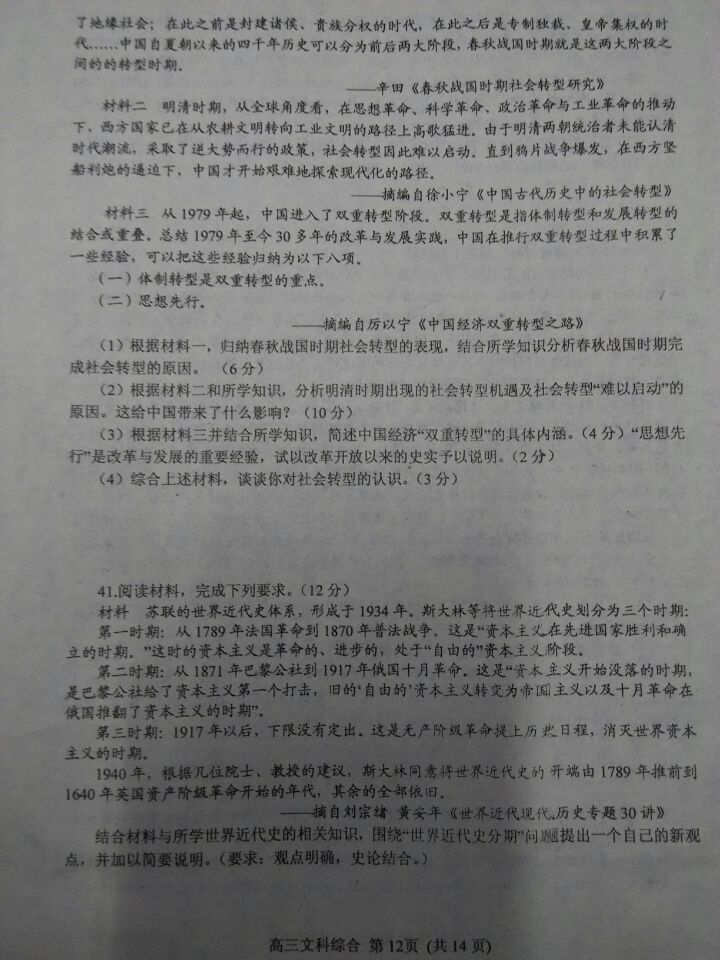 了地缘社会；在此之前是封建诸侯、贵族分权的时代，在此之后是专制独裁、皇帝集权的时
代……中国自夏朝以来的四千年历史可以分为前后两大阶段，春秋战国时期就是这两大阶段之
间的的转型时期。
——辛田《春秋战国时期社会转型研究》
材料二 明清时期，从全球角度看，在思想革命、科学革命、政治革命与工业革命的推动
下，西方国家已在从农耕文明转向工业文明的路径上高歌猛进。由于明清两朝统治者未能认清
时代潮流，采取了逆大势而行的政策，社会转型因此难以启动。直到鸦片战争爆发，在西方坚
船利炮的逼迫下，中国才开始艰难地探索现代化的路径。
——摘编自徐小宁《中国古代历史中的社会转型》
材料三 从1979年起，中国进入了双重转型阶段。双重转型是指体制转型和发展转型的
结合或重叠。总结1979年至今30多年的改革与发展实践，中国在推行双重转型过程中积累了
一些经验，可以把这些经验归纳为以下八项。
（一）体制转型是双重转型的重点。
（二）思想先行。
——摘编自厉以宁《中国经济双重转型之路》
（1）根据材料一，归纳春秋战国时期社会转型的表现，结合所学知识分析春秋战国时期完
成社会转型的原因。（6分）
（2）根据材料二和所学知识，分析明清时期出现的社会转型机遇及社会转型“难以启动”的
原因。这给中国带来了什么影响？（10分）
（3）根据材料三并结合所学知识，简述中国经济“双重转型”的具体内涵。（4分）“思想先
行”是改革与发展的重要经验，试以改革开放以来的史实予以说明。（2分）
（4）综合上述材料，谈谈你对社会转型的认识。（3分）
41.阅读材料，完成下列要求。（12分）
材料 苏联的世界近代史体系，形成于1934年。斯大林等将世界近代史划分为三个时期：
第一时期：从1789年法国革命到1870年普法战争。这是“资本主义在先进国家胜利和确
立的时期。”这时的资本主义是革命的、进步的，处于“自由的”资本主义阶段。
第二时期：从1871年巴黎公社到1917年俄国十月革命。这是“资本主义开始没落的时期，
是巴黎公社给了资本主义第一个打击，旧的‘自由的’资本主义转变为帝国主义以及十月革命在
俄国推翻了资本主义的时期”。
第三时期：1917年以后，下限没有定出。这是无产阶级革命提上历史日程，消灭世界资本
主义的时期。
1940年，根据几位院士、教授的建议，斯大林同意将世界近代史的开端由1789年推前到
1640年英国资产阶级革命开始的年代，其余的全部依旧。
——摘自刘宗绪 黄安年《世界近代现代历史专题30讲》
结合材料与所学世界近代史的相关知识，围绕“世界近代史分期”问题提出一个自己的新观
点，并加以简要说明。（要求：观点明确，史论结合。）
高三文科综合 第12页（共14页）